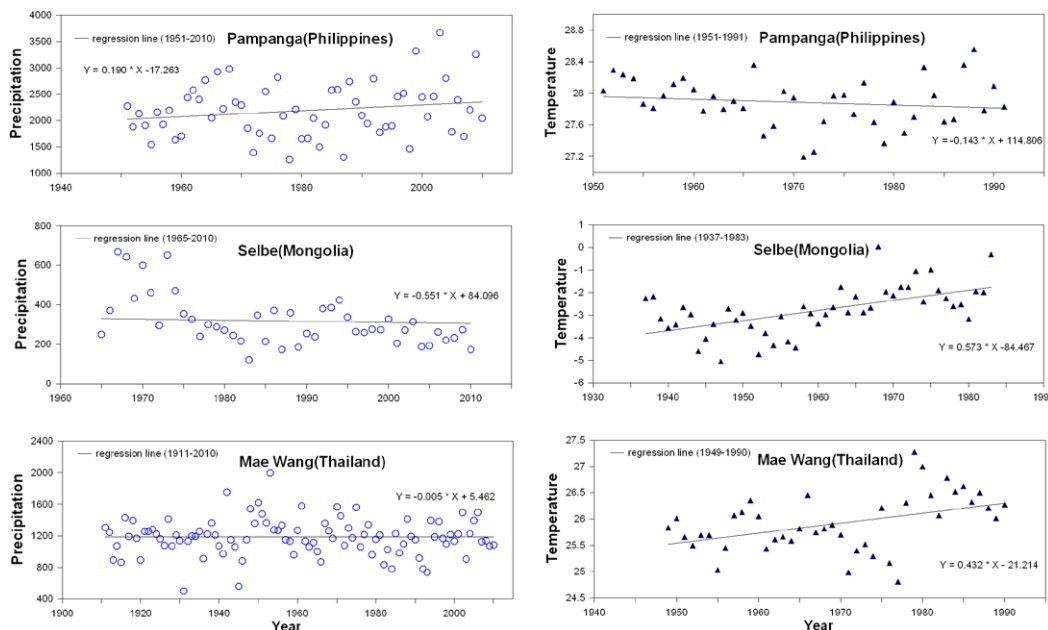 4000
3500
3000
2500
2000
1500
1000
Precipitation
regression line (1951-2010)
Pampanga(Philippines)
Y = 0.190 * X -17.263
1940
1960
1980
2000
28.8
28.4
28
27.6
27.2
Temperature
regression line (1951-1991)
Pampanga(Philippines)
Y = -0.143 * X + 114.806
1950
1960
1970
1980
1990
800
600
400
200
0
Precipitation
regression line (1965-2010)
Selbe(Mongolia)
Y = -0.551 * X + 84.096
1960
1970
1980
1990
2000
2010
0
-1
-2
-3
-4
-5
-6
Temperature
regression line (1937-1983)
Selbe(Mongolia)
Y = 0.573 * X -84.467
1930
1940
1950
1960
1970
1980
2400
2000
1600
1200
800
400
Precipitation
regression line (1911-2010)
Mae Wang(Thailand)
Y = -0.005 * X + 5.462
1900
1920
1940
1960
1980
2000
Year
27.5
27
26.5
26
25.5
25
24.5
Temperature
regression line (1949-1990)
Mae Wang(Thailand)
Y = 0.432 * X - 21.214
1940
1950
1960
1970
1980
1990
Year